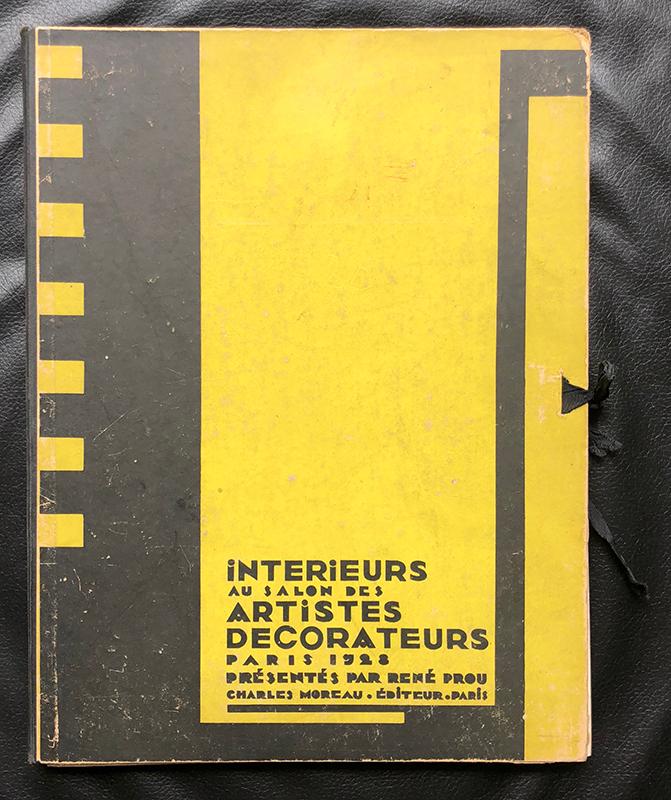 iNTERiEURS
AU SALON DES
ARTiSTES
DECORATEURS
PARIS 1928
PRÉSENTÉS PAR RENÉ PROU
CHARLES MOREAU. ÉDiTEUR. PARiS